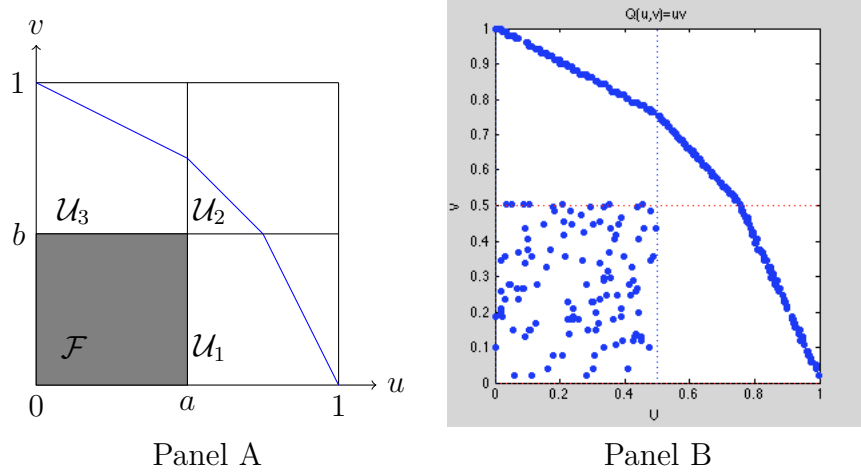 v
1
U₃
U₂
b
F
U₁
0
a
1
u
Panel A
Q(u,v)=uv
1
0.9
0.8
0.7
0.6
0.5
0.4
0.3
0.2
0.1
0
V
0 0.2 0.4 0.6 0.8 1
U
Panel B